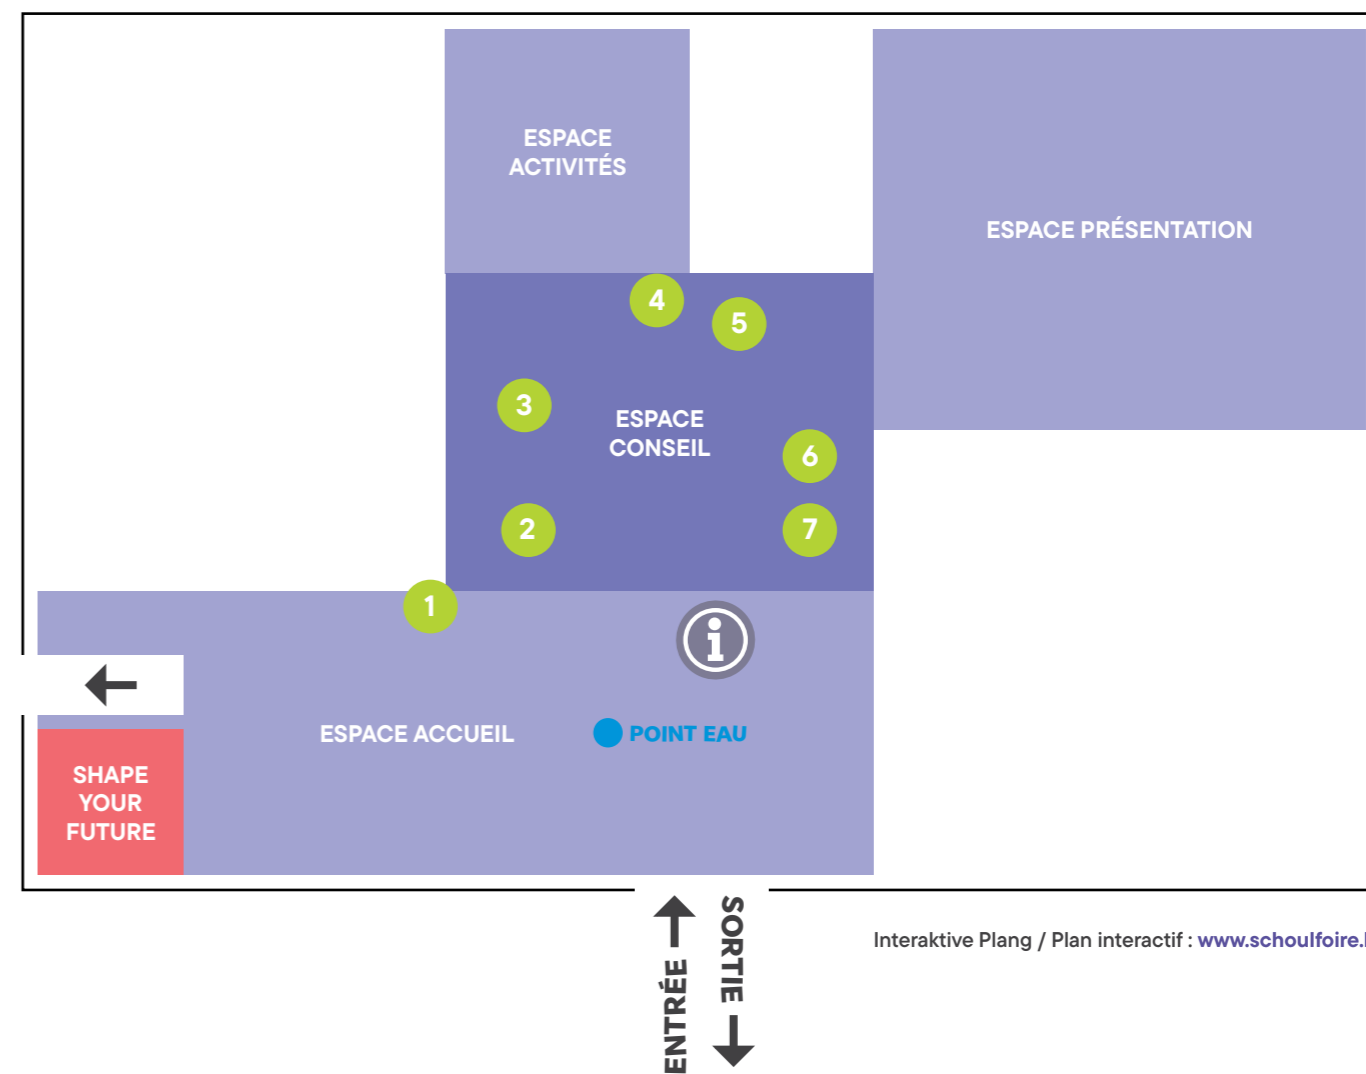 ESPACE
ACTIVITÉS
ESPACE PRÉSENTATION
4
5
3
ESPACE
CONSEIL
6
2
7
1
i
ESPACE ACCUEIL
POINT EAU
SHAPE
YOUR
FUTURE
ENTRÉE
SORTIE
Interaktive Plang / Plan interactif : www.schoulfoire.